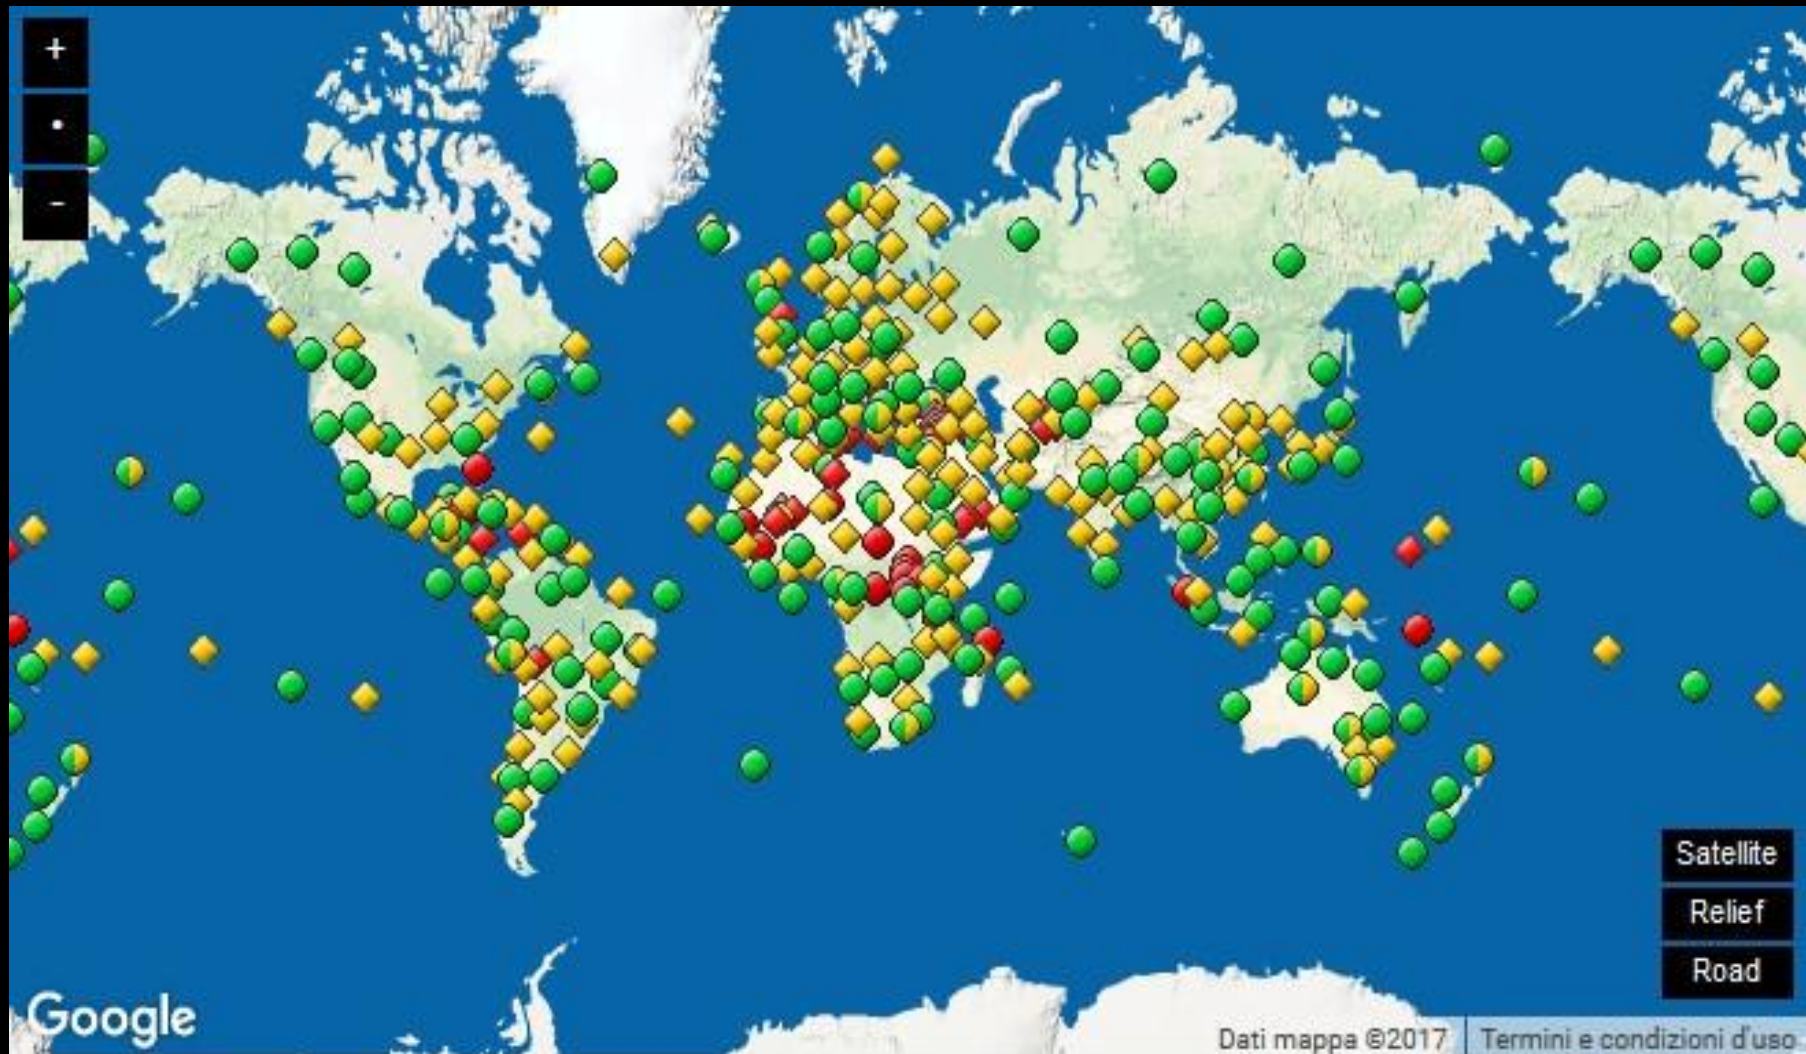 +
-
Satellite
Relief
Road
Google
Dati mappa ©2017
Termini e condizioni d'uso